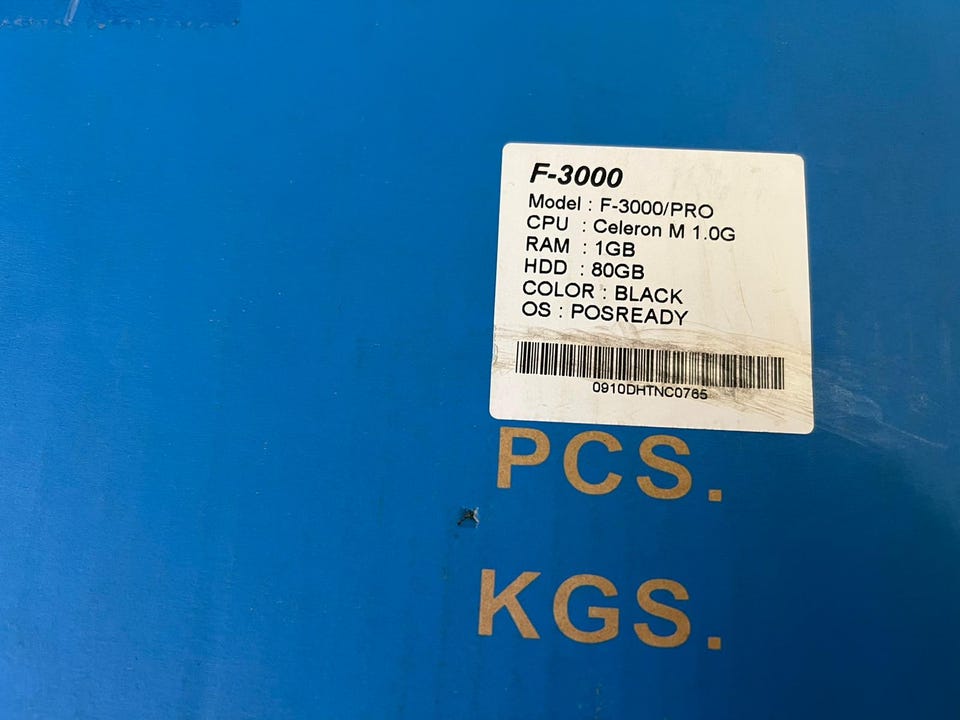 F-3000
Model : F-3000/PRO
CPU : Celeron M 1.0G
RAM : 1GB
HDD : 80GB
COLOR : BLACK
OS : POSREADY
0910DHTNC0765
PCS.
KGS.